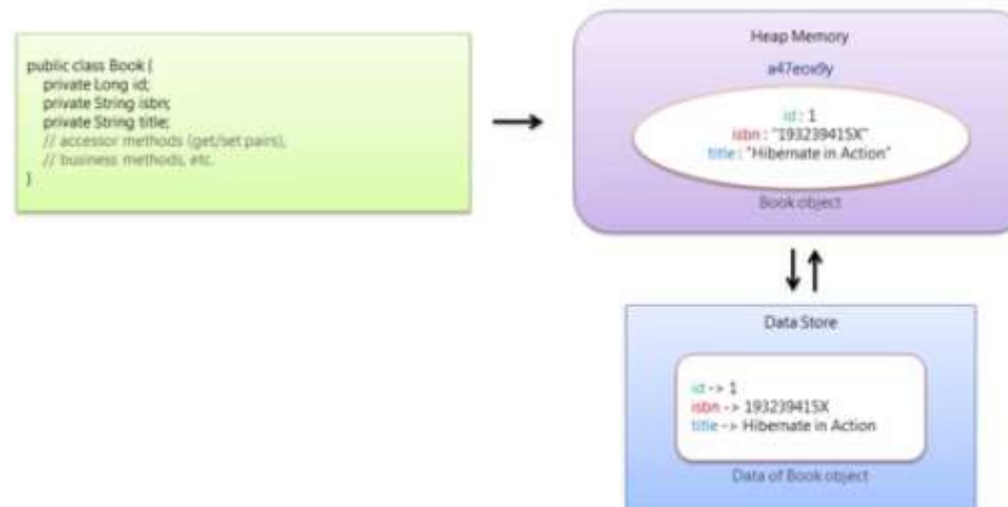 public class Book {
private Long id;
private String isbn;
private String title;
// accessor methods (get/set pairs),
// business methods, etc.
}
Heap Memory
a47eox9y
id : 1
isbn : "193239415X"
title : "Hibernate in Action"
Book object
Data Store
id -> 1
isbn -> 193239415X
title -> Hibernate in Action
Data of Book object